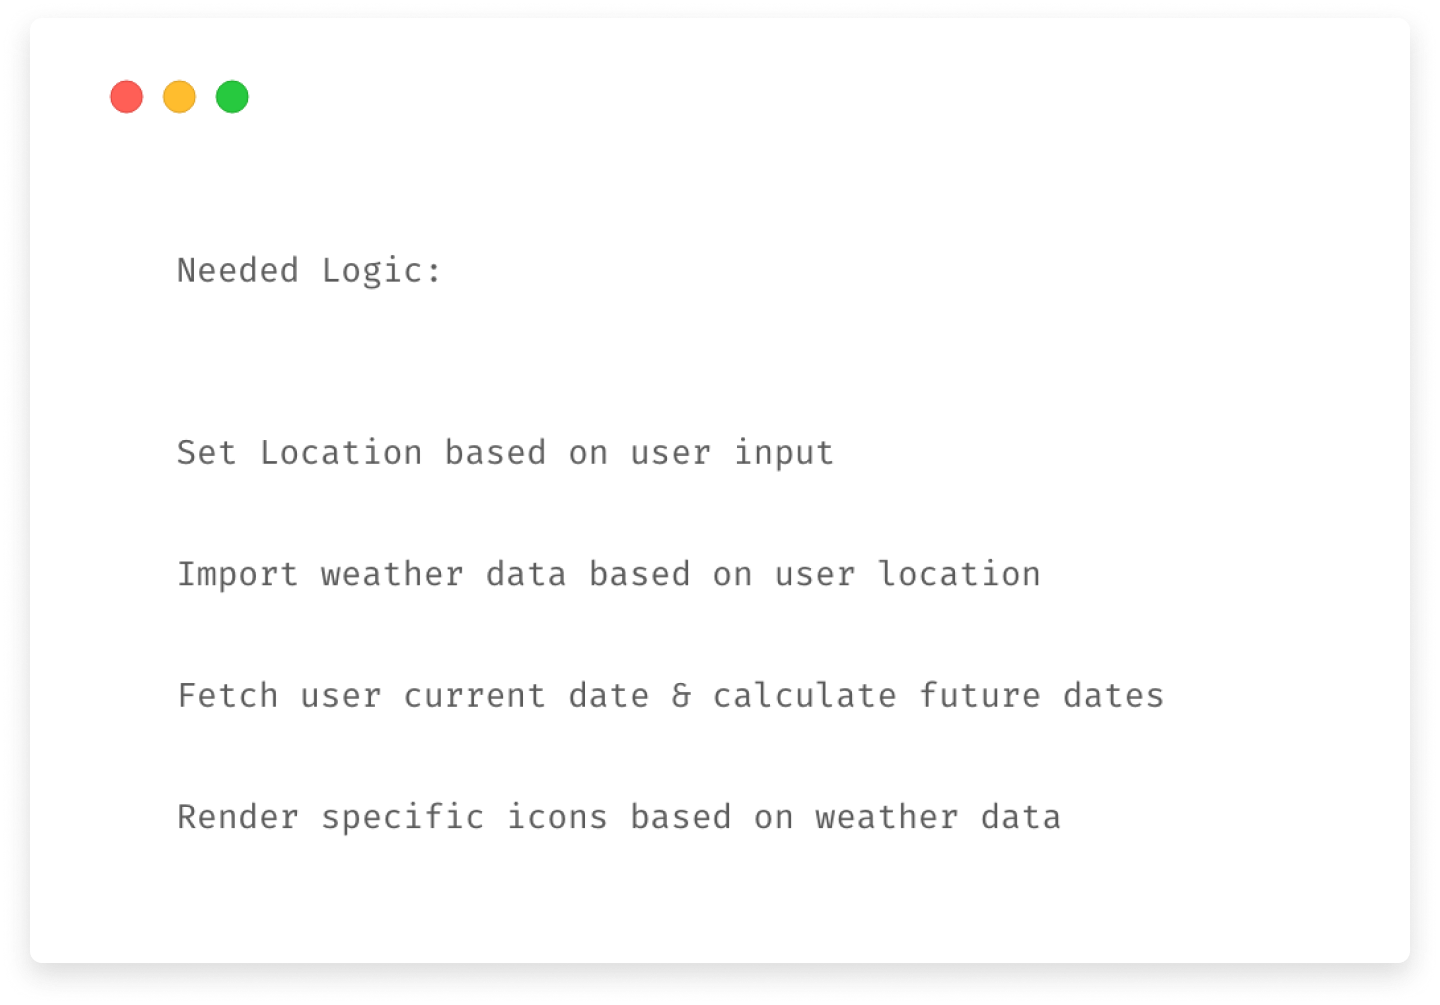 Needed Logic:
Set Location based on user input
Import weather data based on user location
Fetch user current date & calculate future dates
Render specific icons based on weather data